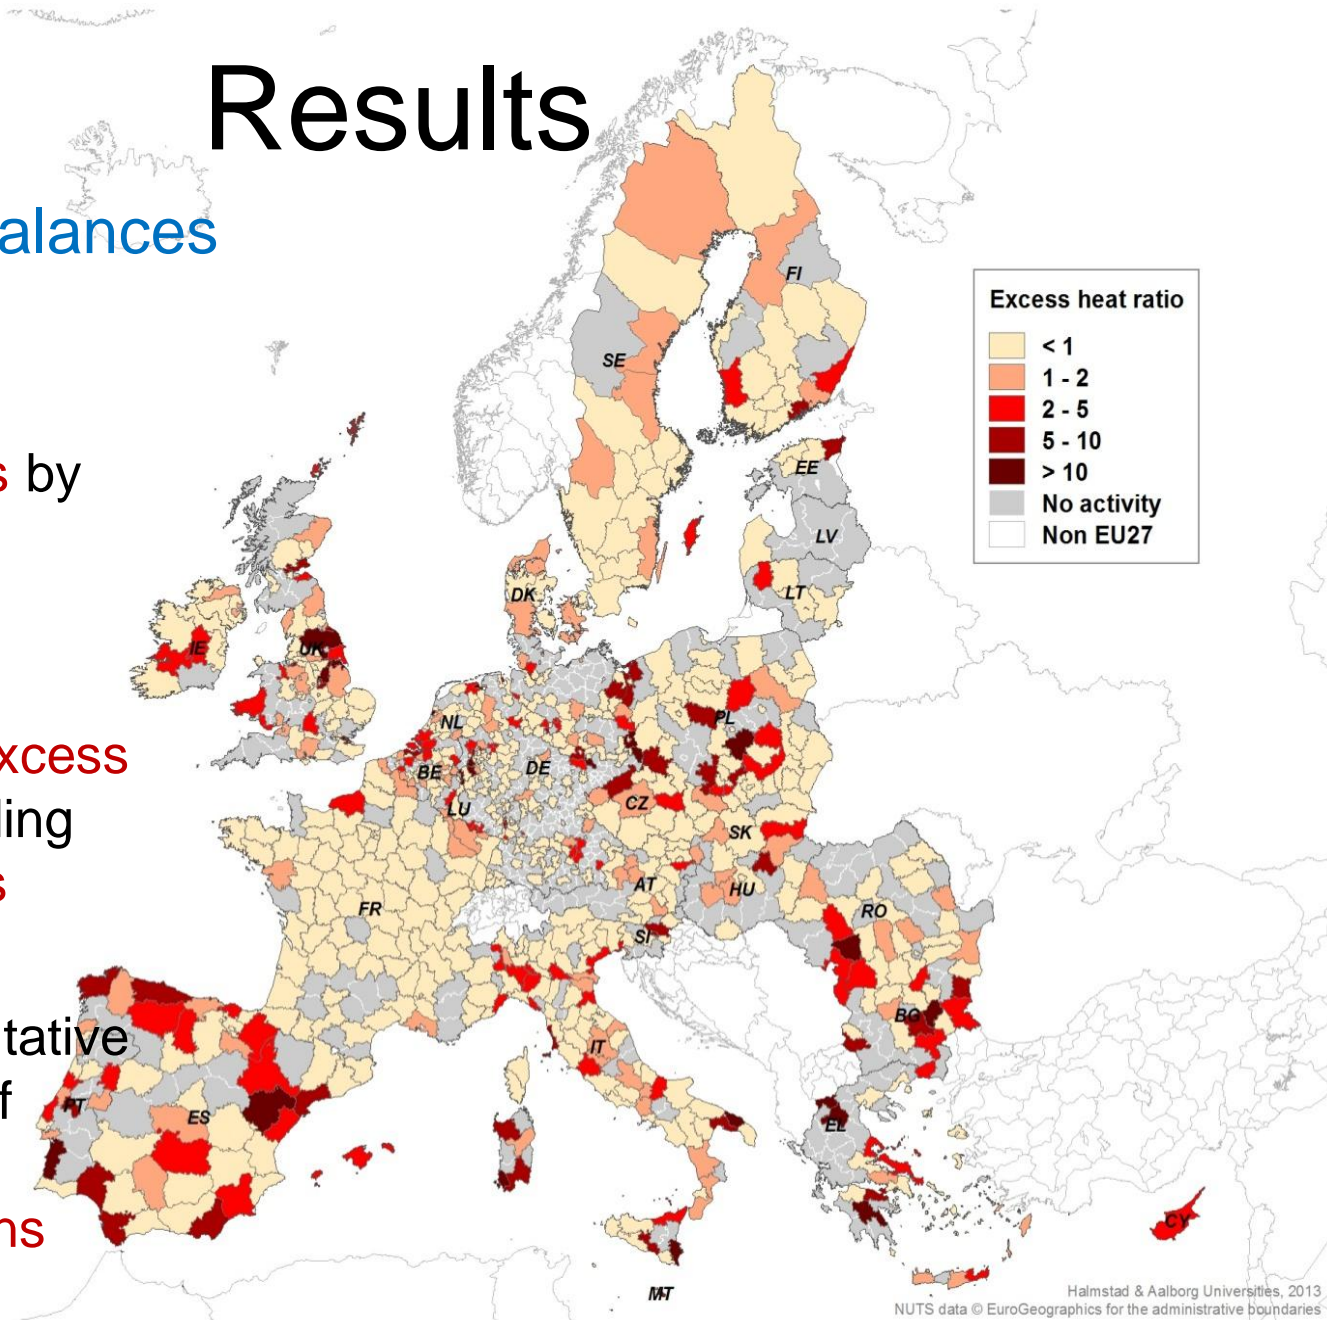 Results
alances
s by
xcess
ling
s
tative
f
ns
Excess heat ratio
< 1
1 - 2
2 - 5
5 - 10
> 10
No activity
Non EU27
FI
SE
EE
LV
LT
DK
IE
UK
NL
PL
BE
DE
LU
CZ
SK
AT
HU
FR
RO
SI
BG
IT
PT
ES
EL
CY
MT
Halmstad & Aalborg Universities, 2013
NUTS data © EuroGeographics for the administrative boundaries